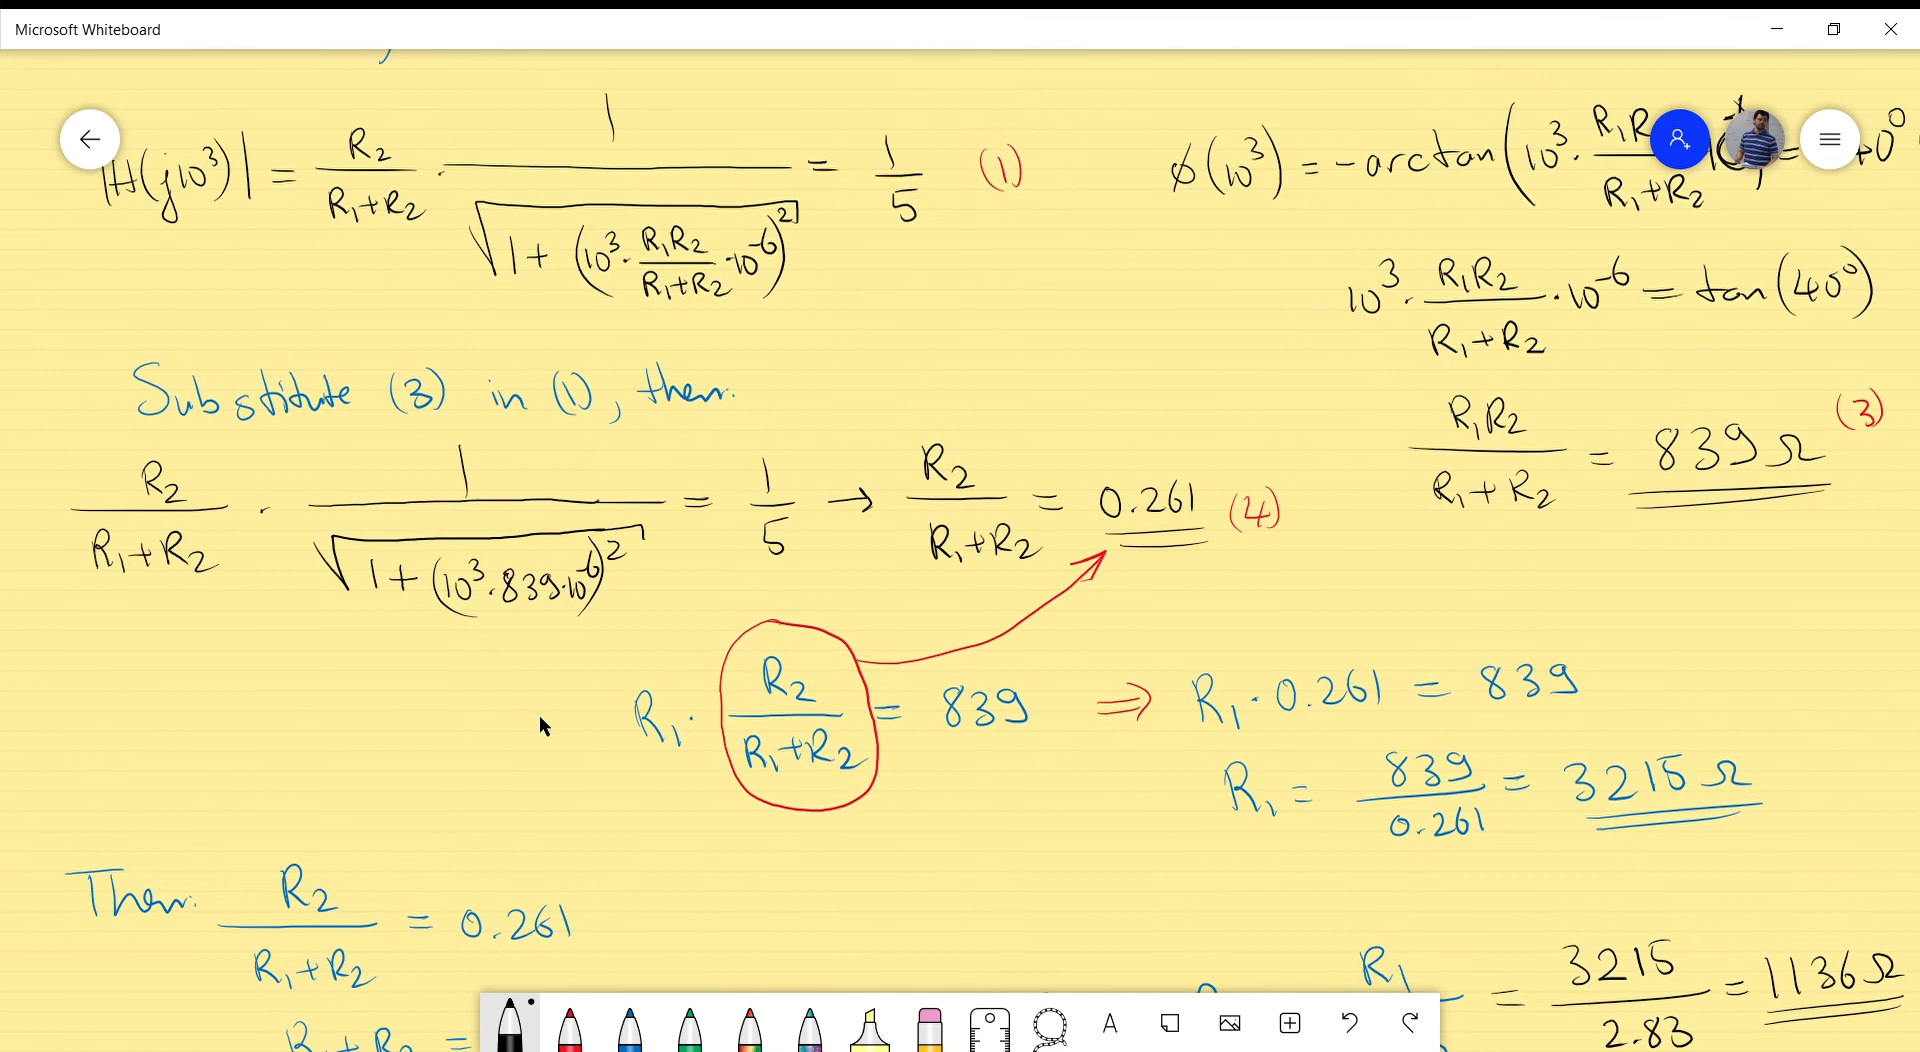 Microsoft Whiteboard
|H(j10³)| = R₂/(R₁+R₂) · 1/√(1+(10³·R₁R₂/(R₁+R₂)·10⁻⁶)²) = 1/5 (1)
φ(10³) = -arctan(10³·
10³·R₁R₂/(R₁+R₂)·10⁻⁶ = tan(40°)
Substitute (3) in (1), then:
R₁R₂/(R₁+R₂) = 839Ω (3)
R₂/(R₁+R₂) · 1/√(1+(10³·839·10⁻⁶)²) = 1/5 → R₂/(R₁+R₂) = 0.261 (4)
R₁·R₂/(R₁+R₂) = 839 ⇒ R₁·0.261 = 839
R₁ = 839/0.261 = 3215Ω
Then: R₂/(R₁+R₂) = 0.261
R₁ = 3215/2.83 = 1136Ω
R₁+R₂ =
A